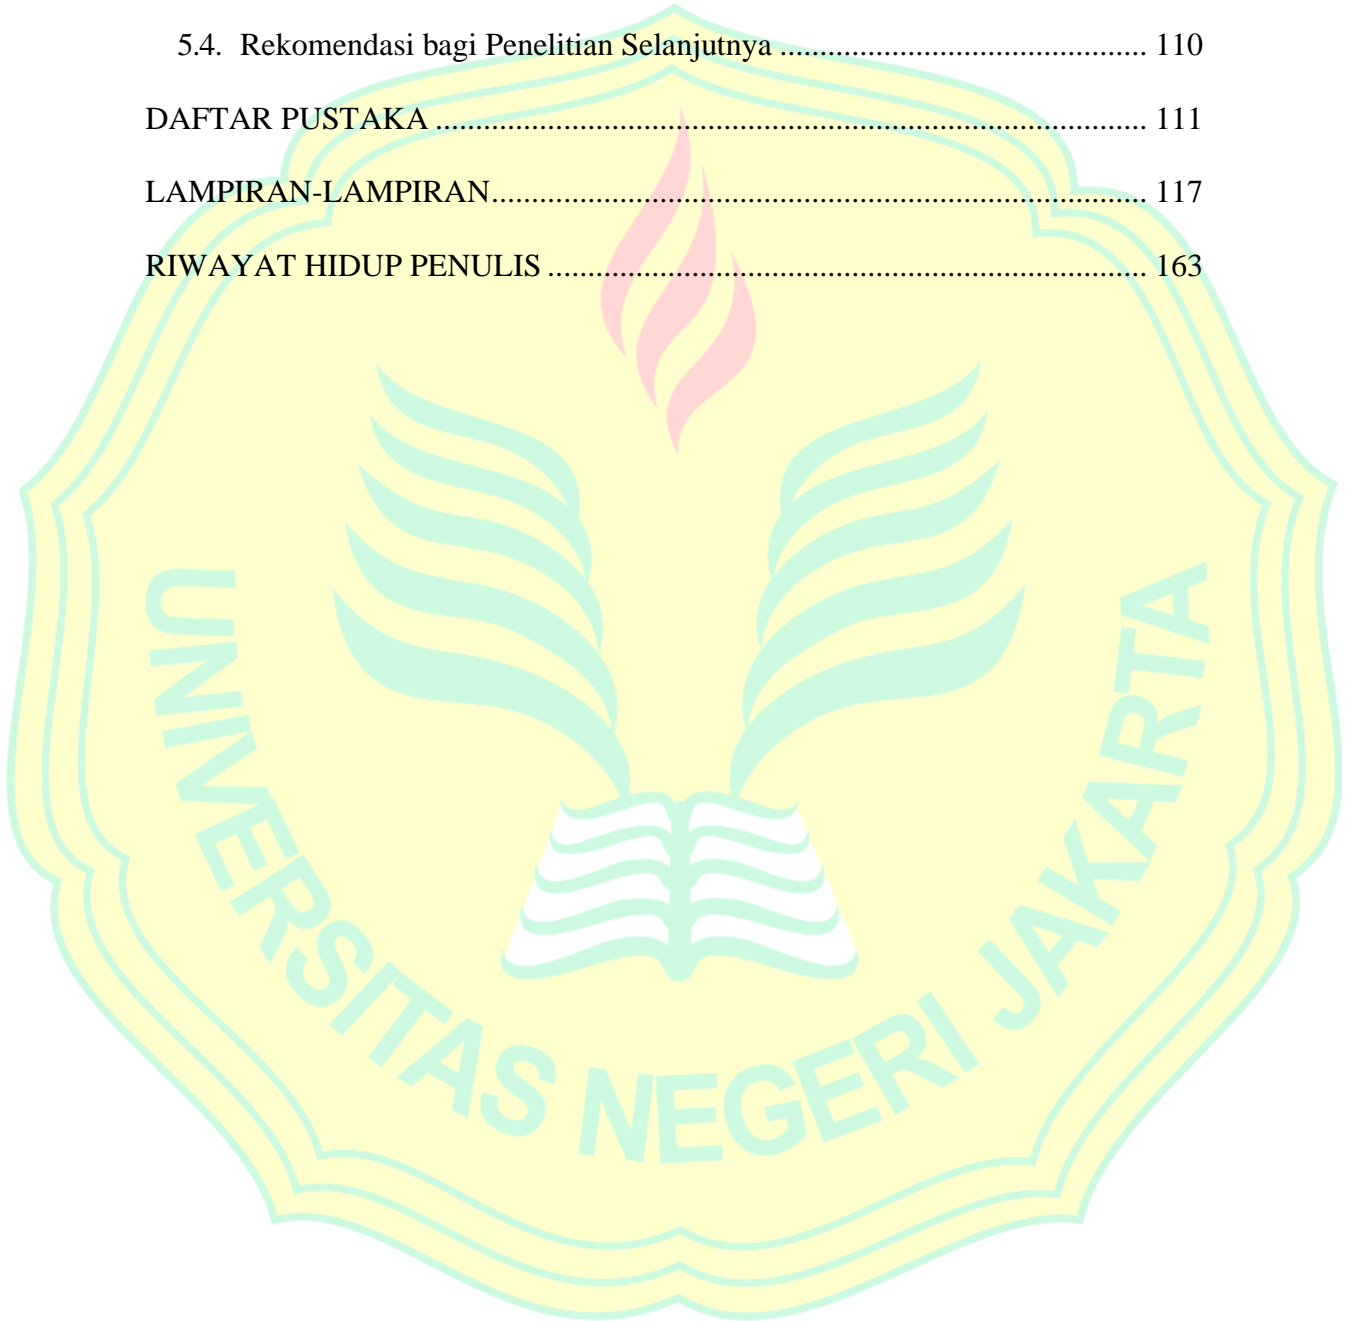 5.4. Rekomendasi bagi Penelitian Selanjutnya ............................................ 110
DAFTAR PUSTAKA ...................................................................................... 111
LAMPIRAN-LAMPIRAN............................................................................... 117
RIWAYAT HIDUP PENULIS ........................................................................ 163
UNIVERSITAS NEGERI JAKARTA